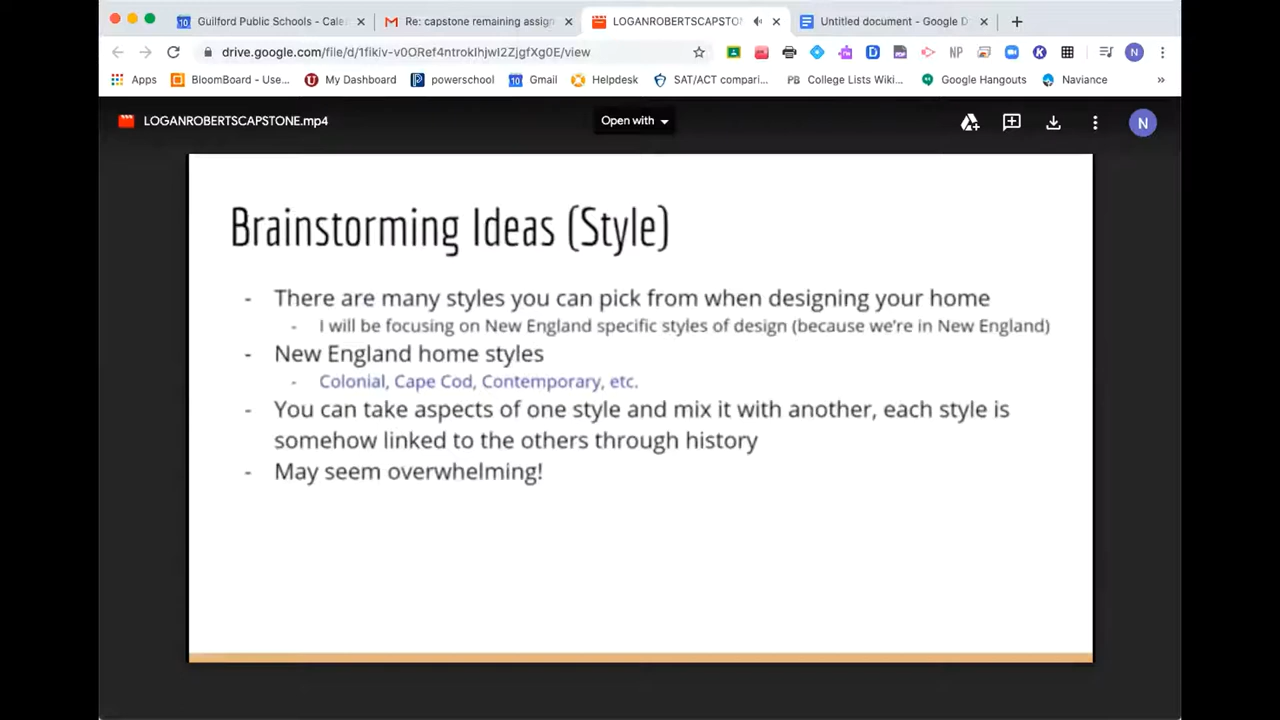 Guilford Public Schools - Cale
Re: capstone remaining assign
LOGANROBERTSCAPSTON
Untitled document - Google D
drive.google.com/file/d/1fikiv-v0ORef4ntrokIhjwI2ZjgfXgQE/view
Apps
BloomBoard - Use...
My Dashboard
powerschool
Gmail
Helpdesk
SAT/ACT compari...
College Lists Wiki...
Google Hangouts
Naviance
»
LOGANROBERTSCAPSTONE.mp4
Open with
N
Brainstorming Ideas (Style)
- There are many styles you can pick from when designing your home
- I will be focusing on New England specific styles of design (because we're in New England)
- New England home styles
- Colonial, Cape Cod, Contemporary, etc.
- You can take aspects of one style and mix it with another, each style is
somehow linked to the others through history
- May seem overwhelming!